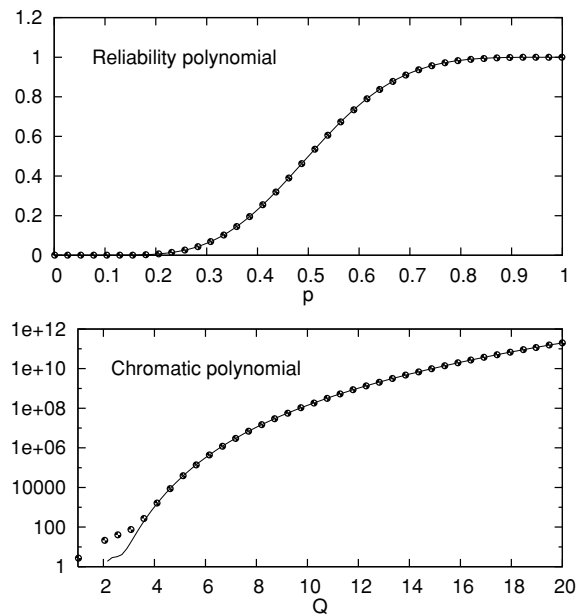 1.2
1
0.8
0.6
0.4
0.2
0
Reliability polynomial
0 0.1 0.2 0.3 0.4 0.5 0.6 0.7 0.8 0.9 1
p
1e+12
1e+10
1e+08
1e+06
10000
100
1
Chromatic polynomial
2 4 6 8 10 12 14 16 18 20
Q